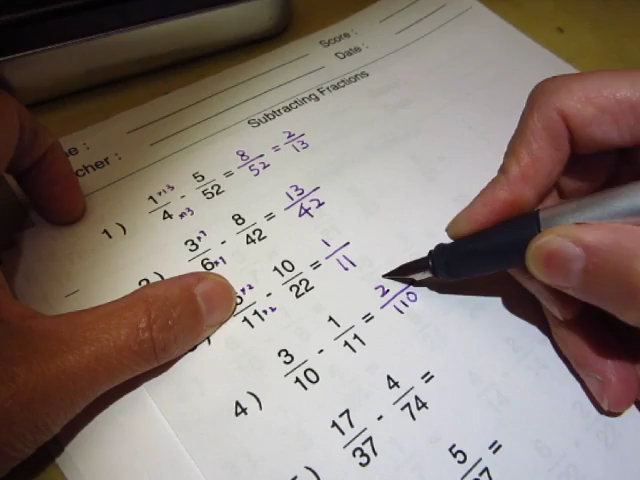 Score :
Date :
e :
cher :
Subtracting Fractions
1) 1×13/4×13 - 5/52 = 8/52 = 2/13
3×7/6×7 - 8/42 = 13/42
/11×2 - 10/22 = 1/11
4) 3/10 - 1/11 = 2/110
17/37 - 4/74 =
5/ =